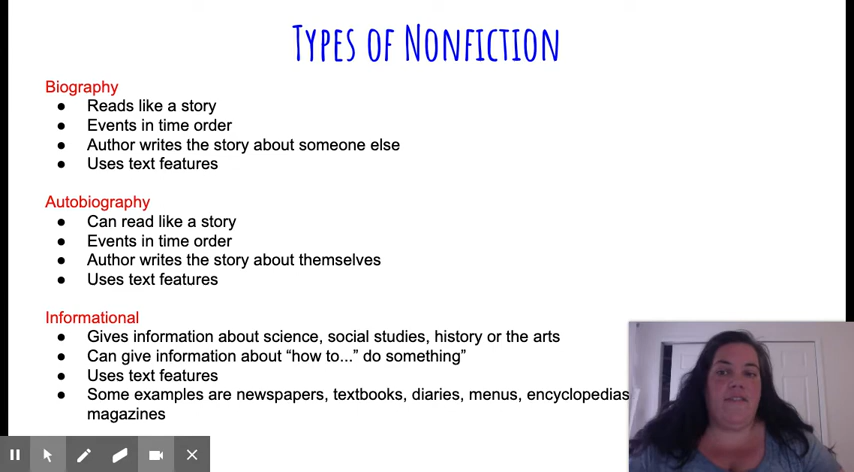 Types of Nonfiction
Biography
● Reads like a story
● Events in time order
● Author writes the story about someone else
● Uses text features
Autobiography
● Can read like a story
● Events in time order
● Author writes the story about themselves
● Uses text features
Informational
● Gives information about science, social studies, history or the arts
● Can give information about “how to...” do something”
● Uses text features
● Some examples are newspapers, textbooks, diaries, menus, encyclopedias
magazines